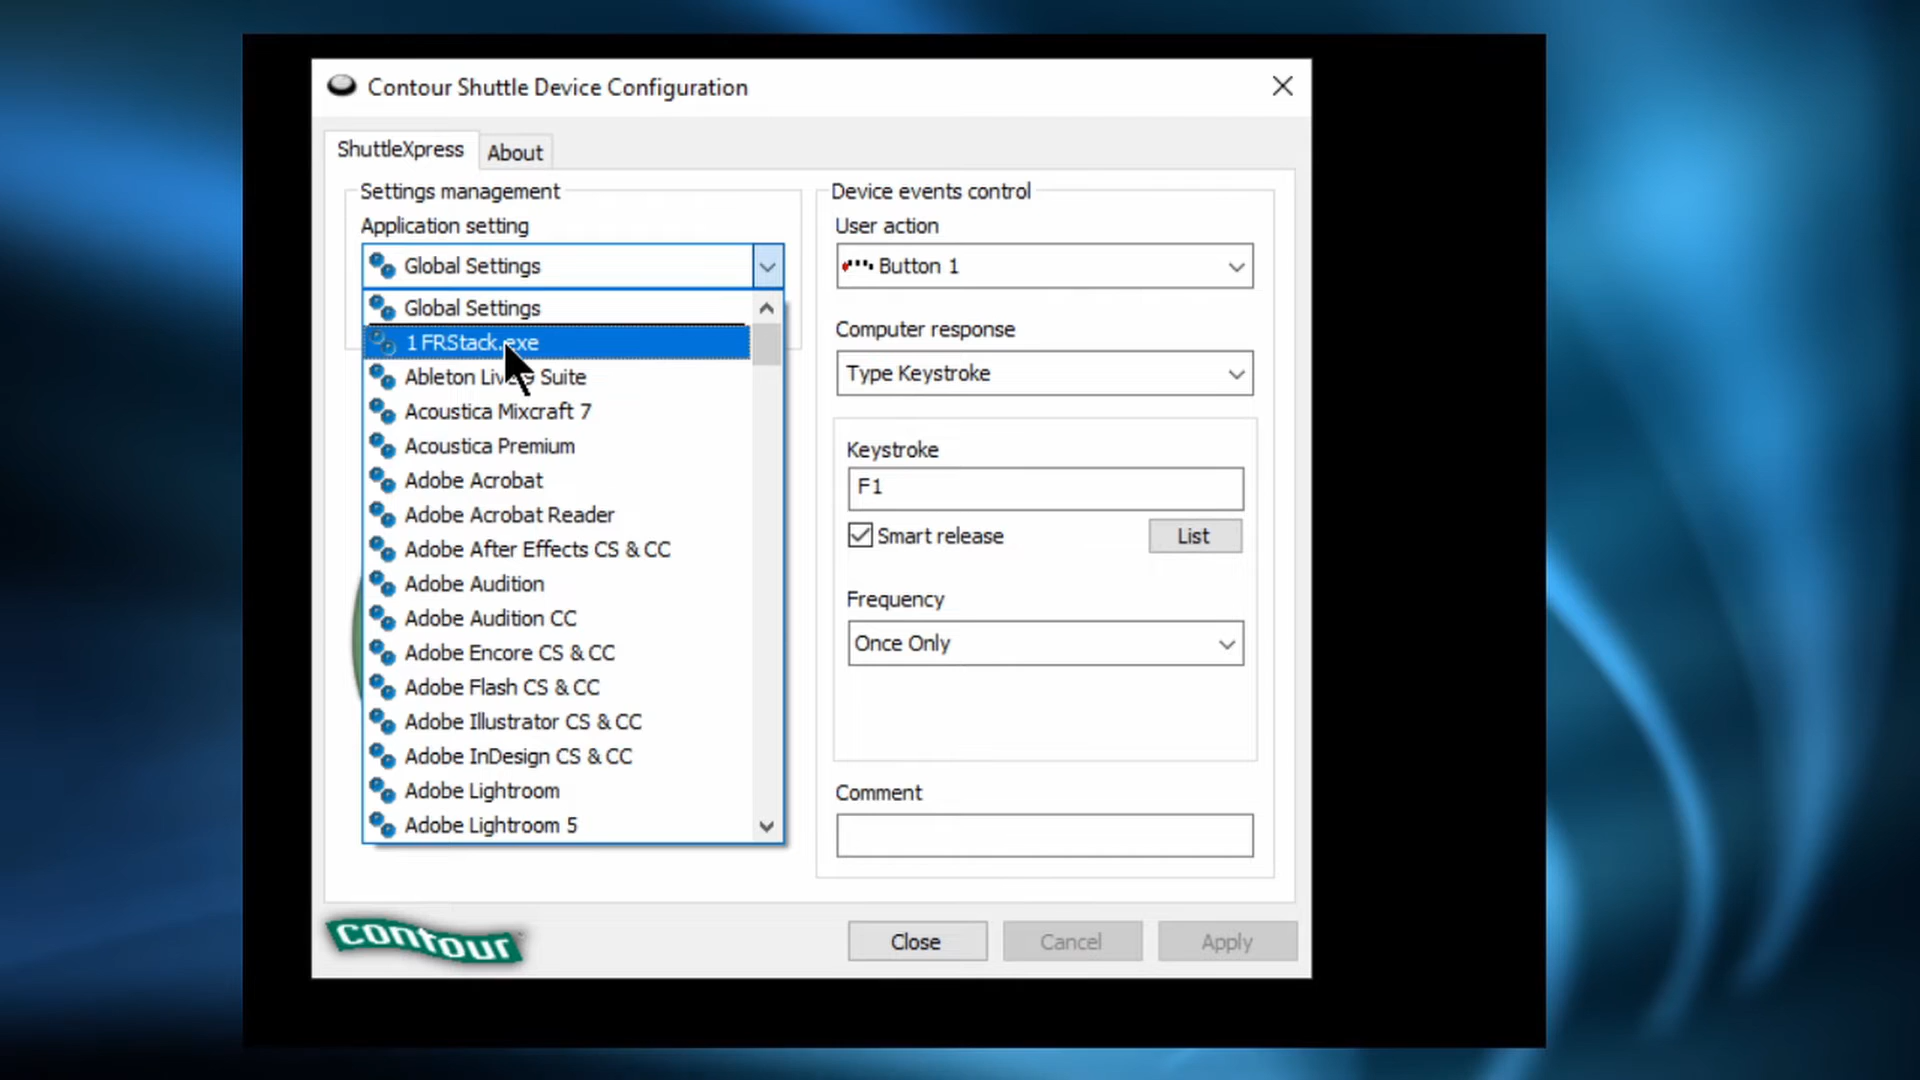 Contour Shuttle Device Configuration
ShuttleXpress
About
Settings management
Application setting
Global Settings
Global Settings
1 FRStack.exe
Ableton Live 9 Suite
Acoustica Mixcraft 7
Acoustica Premium
Adobe Acrobat
Adobe Acrobat Reader
Adobe After Effects CS & CC
Adobe Audition
Adobe Audition CC
Adobe Encore CS & CC
Adobe Flash CS & CC
Adobe Illustrator CS & CC
Adobe InDesign CS & CC
Adobe Lightroom
Adobe Lightroom 5
Device events control
User action
Button 1
Computer response
Type Keystroke
Keystroke
F1
Smart release
List
Frequency
Once Only
Comment
contour
Close
Cancel
Apply